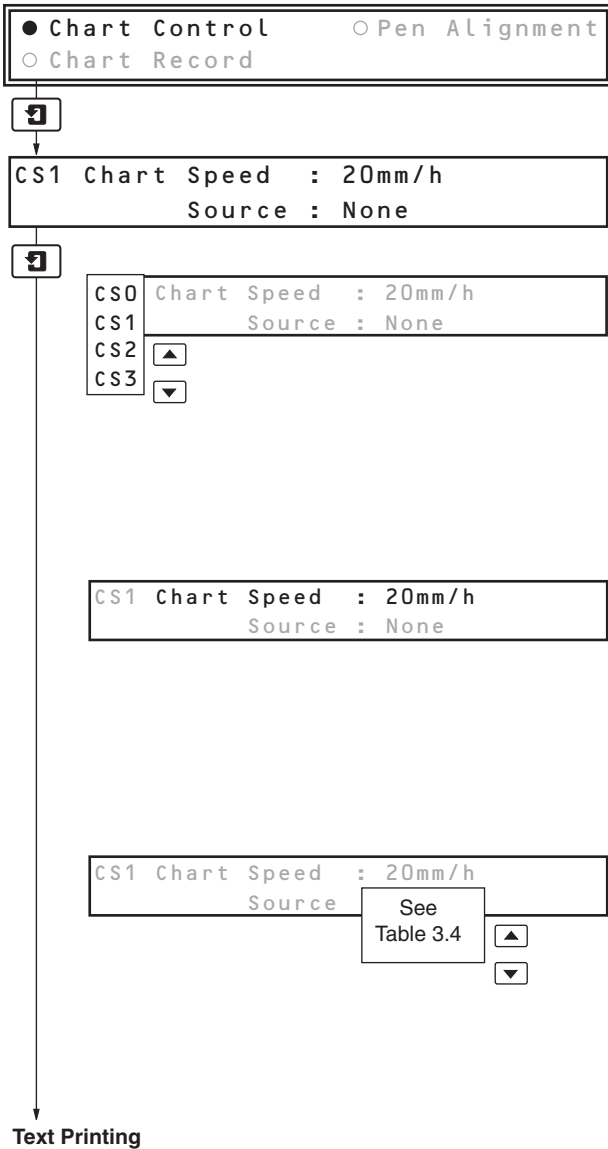 ● Chart Control ○ Pen Alignment
○ Chart Record
CS1 Chart Speed : 20mm/h
Source : None
CS0 Chart Speed : 20mm/h
CS1 Source : None
CS2
CS3
CS1 Chart Speed : 20mm/h
Source : None
CS1 Chart Speed : 20mm/h
Source
See
Table 3.4
Text Printing